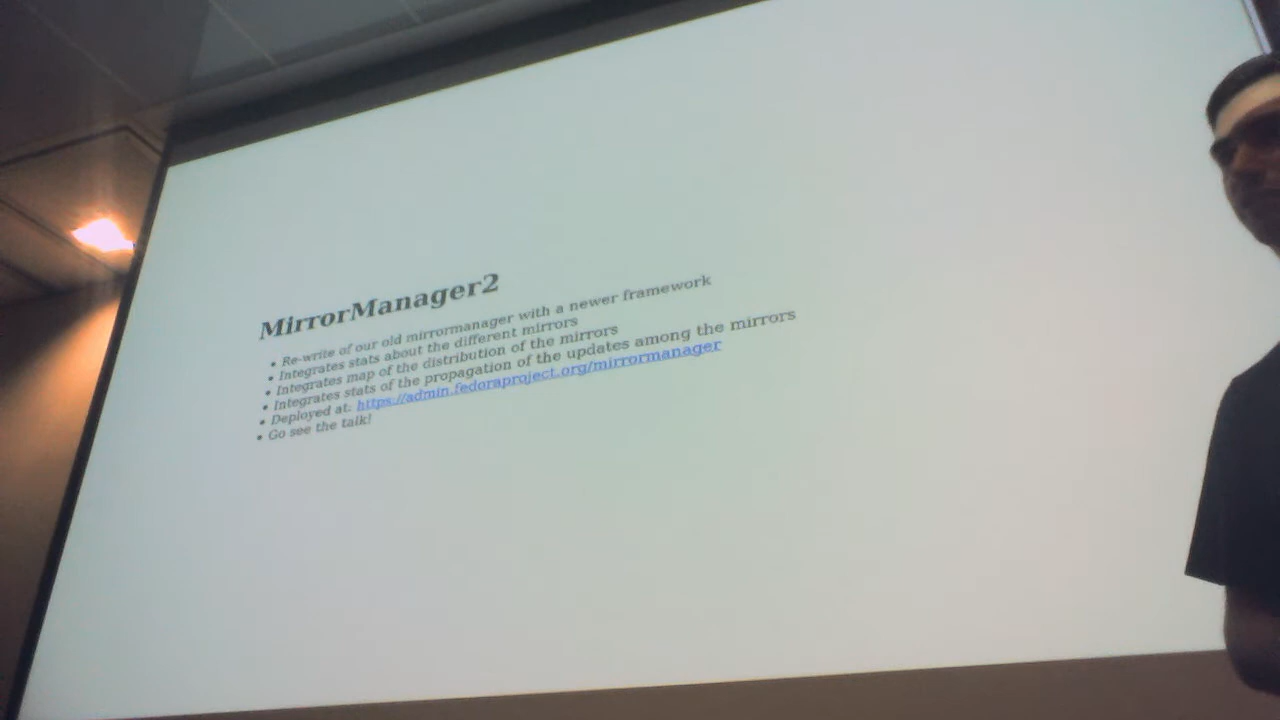 MirrorManager2
• Re-write of our old mirrormanager with a newer framework
• Integrates stats about the different mirrors
• Integrates map of the distribution of the mirrors
• Integrates stats of the propagation of the updates among the mirrors
• Deployed at: https://admin.fedoraproject.org/mirrormanager
• Go see the talk!